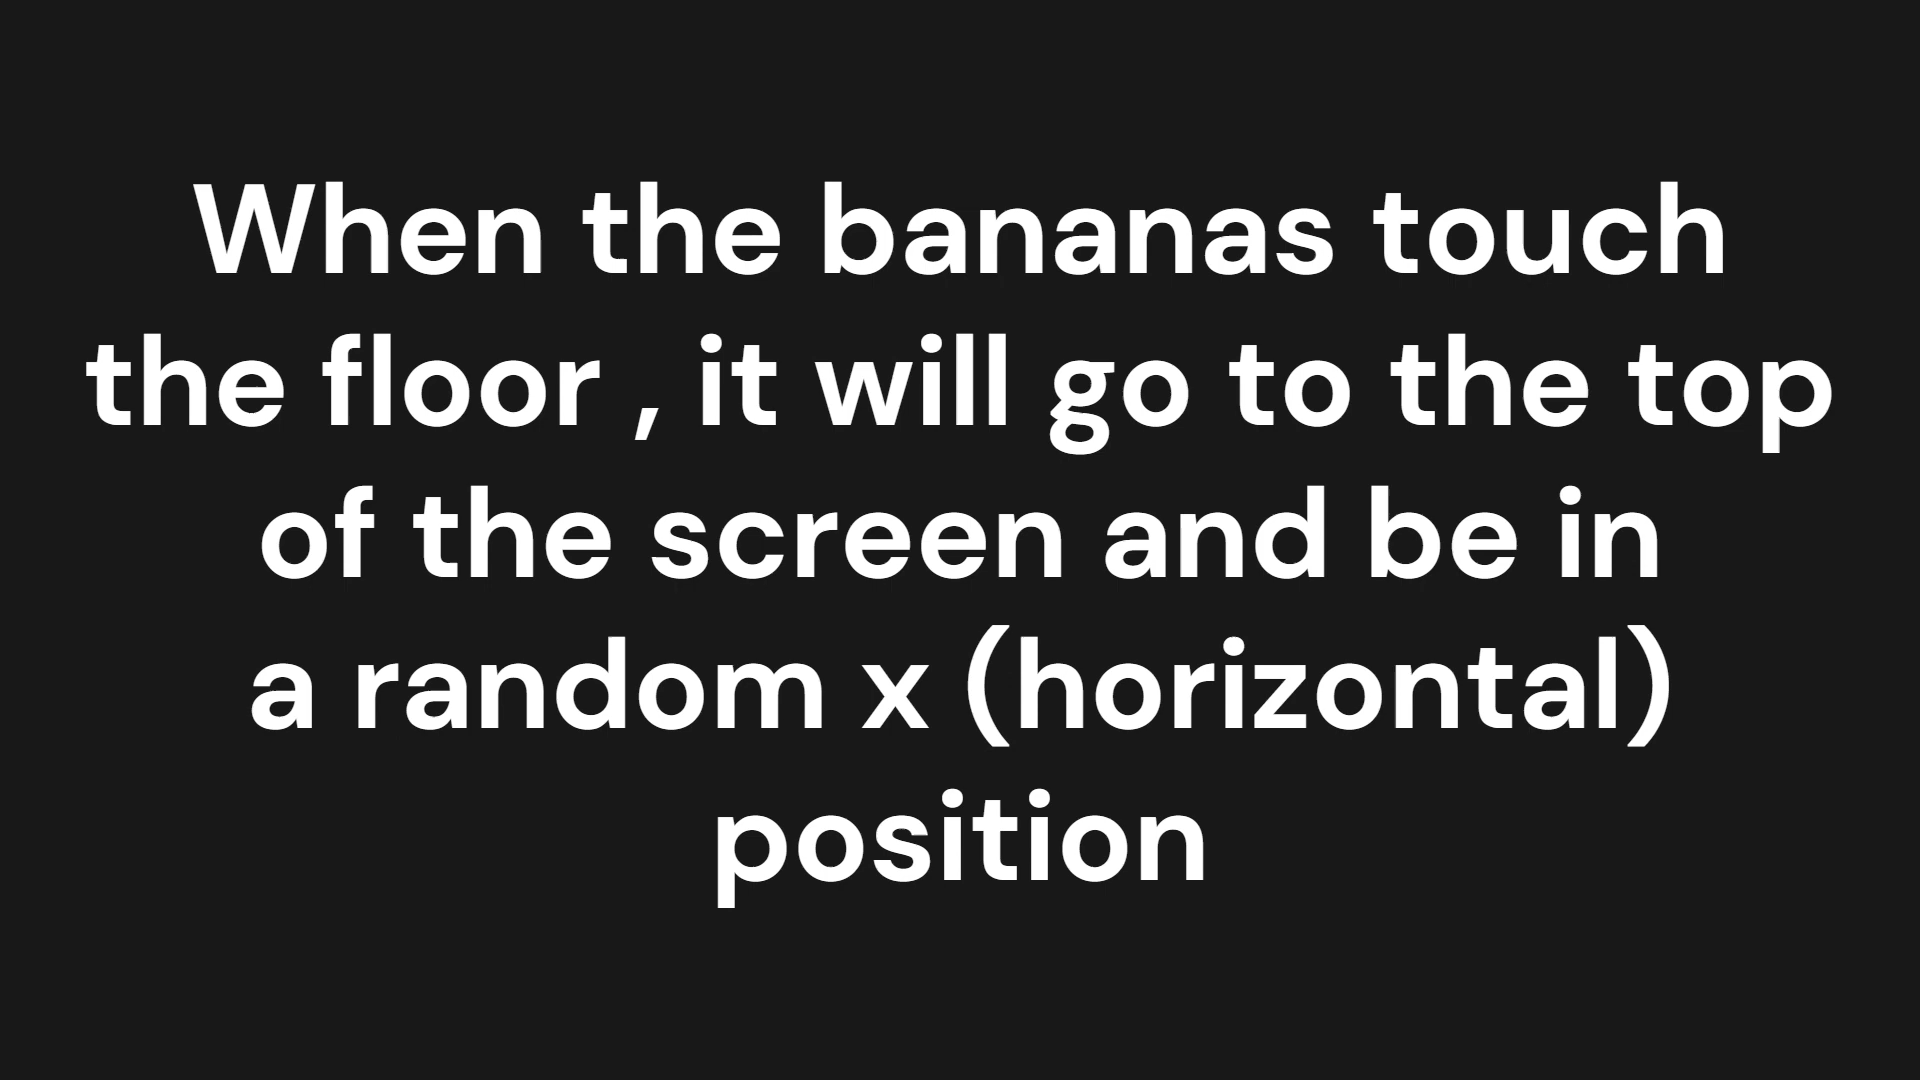 When the bananas touch
the floor , it will go to the top
of the screen and be in
a random x (horizontal)
position